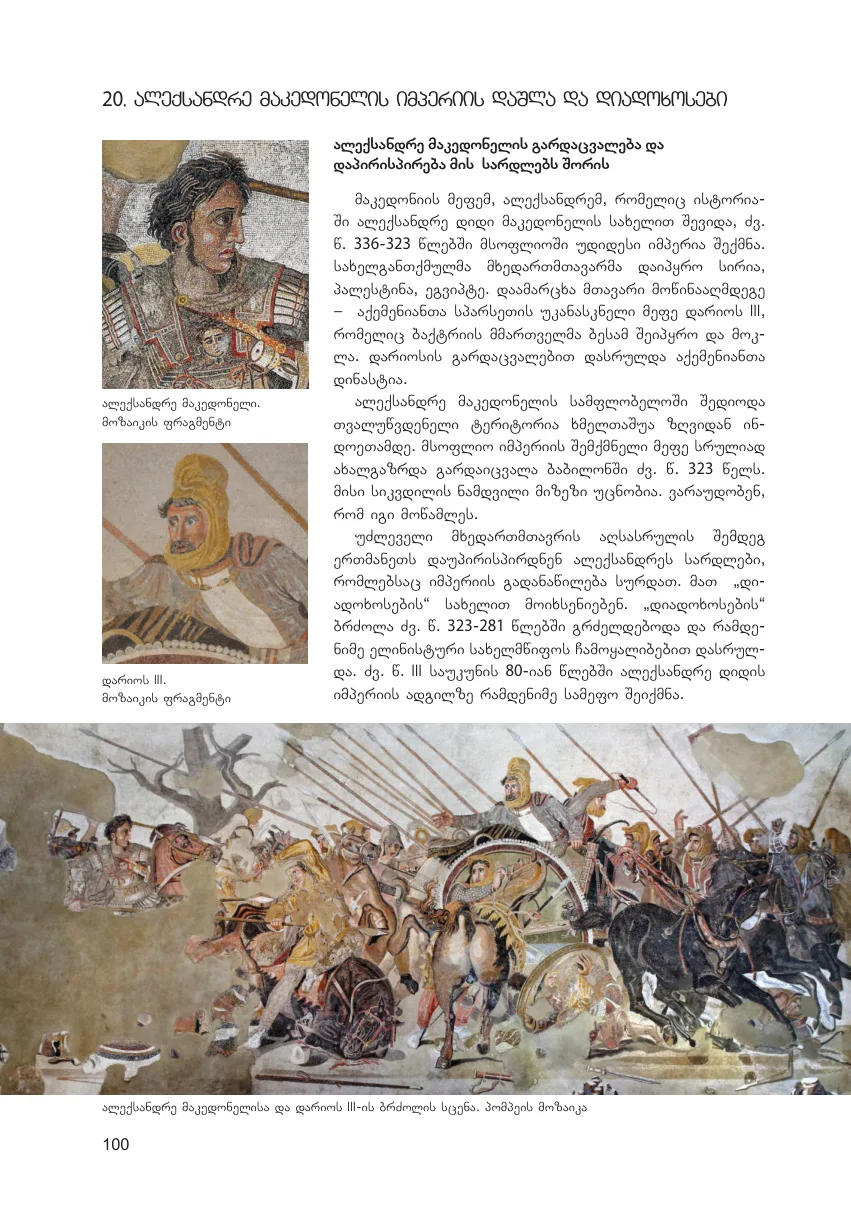 20. ალექსანდრე მაკედონელის იმპერიის დაშლა და დიადოხოსები
ალექსანდრე მაკედონელის გარდაცვალება და
დაპირისპირება მის სარდლებს შორის
მაკედონიის მეფემ, ალექსანდრემ, რომელიც ისტორია-
ში ალექსანდრე დიდი მაკედონელის სახელით შევიდა, ძვ.
წ. 336-323 წლებში მსოფლიოში უდიდესი იმპერია შექმნა.
სახელგანთქმულმა მხედართმთავარმა დაიპყრო სირია,
პალესტინა, ეგვიპტე. დაამარცხა მთავარი მოწინააღმდეგე
– აქემენიანთა სპარსეთის უკანასკნელი მეფე დარიოს III,
რომელიც ბაქტრიის მმართველმა ბესამ შეიპყრო და მოკ-
ლა. დარიოსის გარდაცვალებით დასრულდა აქემენიანთა
დინასტია.
ალექსანდრე მაკედონელის სამფლობელოში შედიოდა
თვალუწვდენელი ტერიტორია ხმელთაშუა ზღვიდან ინ-
დოეთამდე. მსოფლიო იმპერიის შემქმნელი მეფე სრულიად
ახალგაზრდა გარდაიცვალა ბაბილონში ძვ. წ. 323 წელს.
მისი სიკვდილის ნამდვილი მიზეზი უცნობია. ვარაუდობენ,
რომ იგი მოწამლეს.
უძლეველი მხედართმთავრის აღსასრულის შემდეგ
ერთმანეთს დაუპირისპირდნენ ალექსანდრეს სარდლები,
რომლებსაც იმპერიის გადანაწილება სურდათ. მათ „დი-
ადოხოსების“ სახელით მოიხსენიებენ. „დიადოხოსების“
ბრძოლა ძვ. წ. 323-281 წლებში გრძელდებოდა და რამდე-
ნიმე ელინისტური სახელმწიფოს ჩამოყალიბებით დასრულ-
და. ძვ. წ. III საუკუნის 80-იან წლებში ალექსანდრე დიდის
იმპერიის ადგილზე რამდენიმე სამეფო შეიქმნა.
ალექსანდრე მაკედონელი.
მოზაიკის ფრაგმენტი
დარიოს III.
მოზაიკის ფრაგმენტი
ალექსანდრე მაკედონელისა და დარიოს III-ის ბრძოლის სცენა. პომპეის მოზაიკა
100